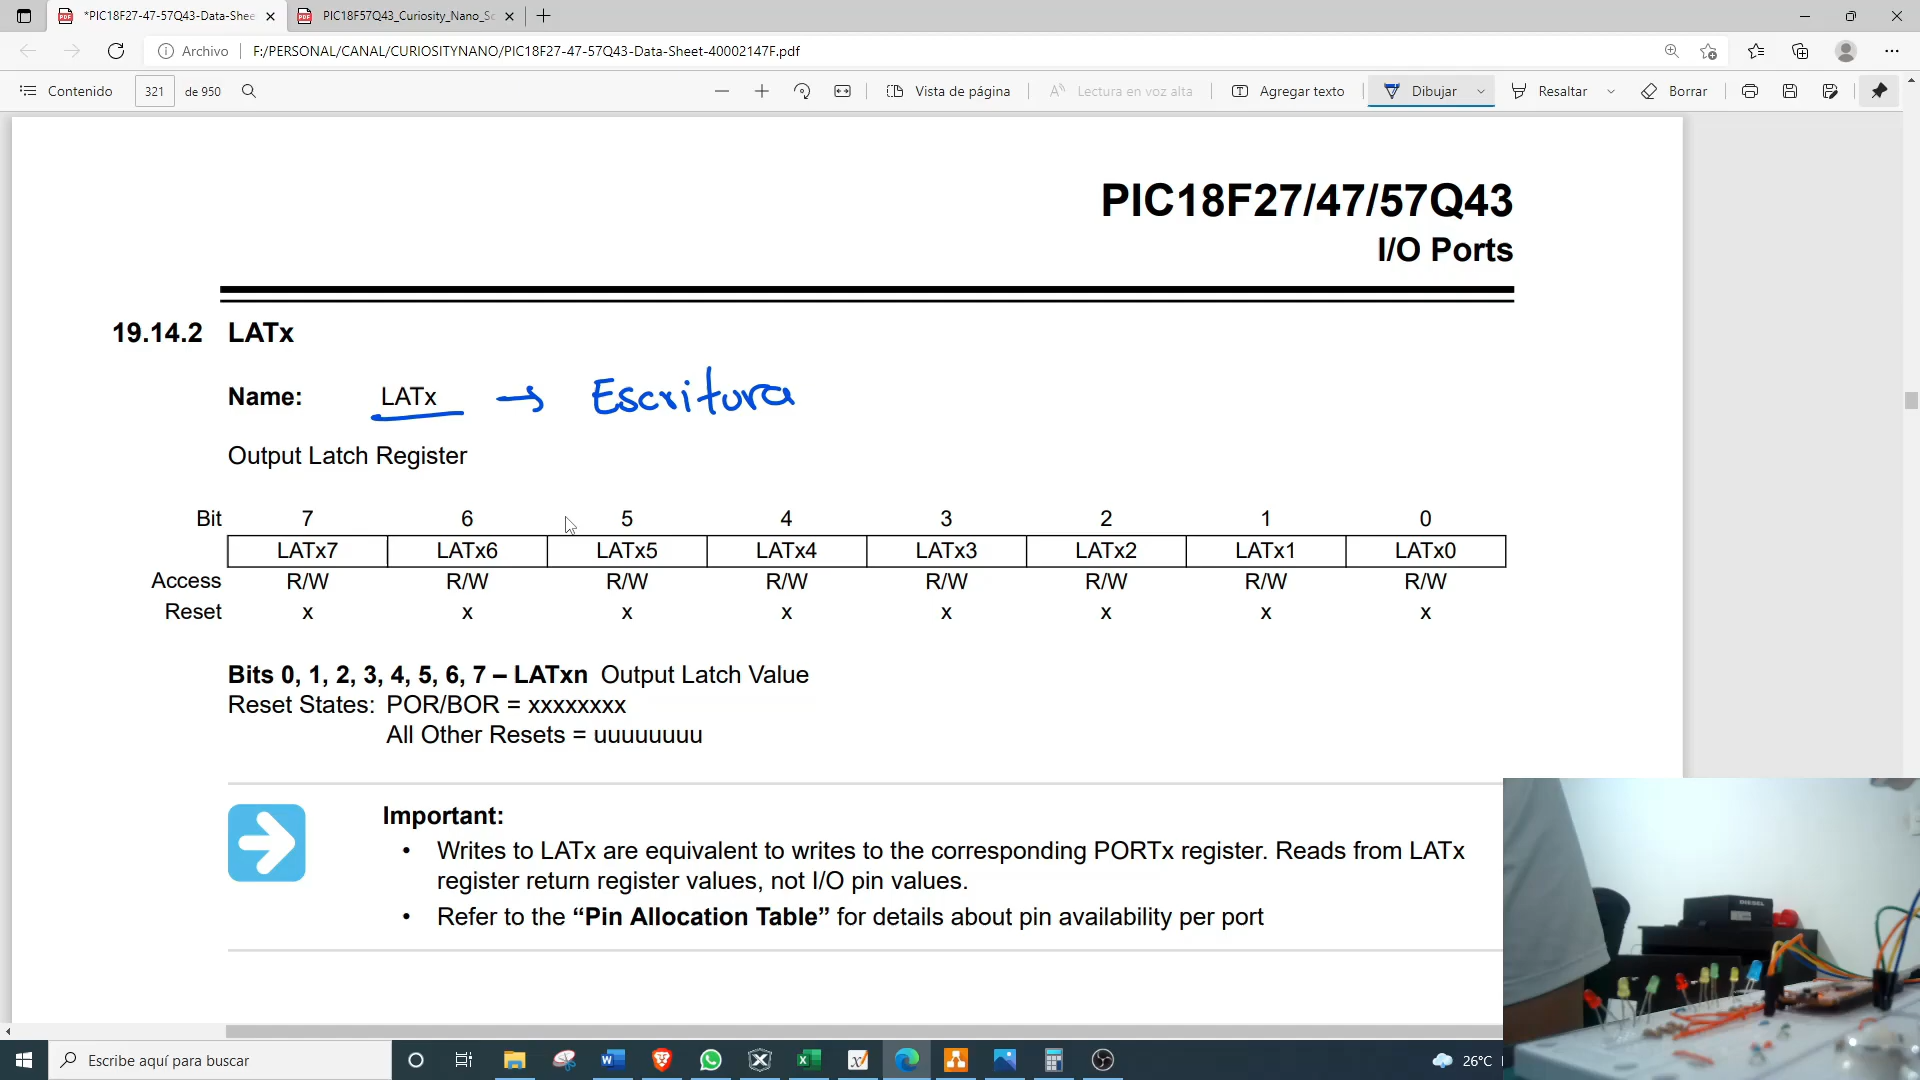 *PIC18F27-47-57Q43-Data-Shee
PIC18F57Q43_Curiosity_Nano_Sc
Archivo F:/PERSONAL/CANAL/CURIOSITYNANO/PIC18F27-47-57Q43-Data-Sheet-40002147F.pdf
Contenido 321 de 950 Vista de página Lectura en voz alta Agregar texto Dibujar Resaltar Borrar
PIC18F27/47/57Q43
I/O Ports
19.14.2 LATx
Name: LATx → Escritura
Output Latch Register
Bit 7 6 5 4 3 2 1 0
LATx7 LATx6 LATx5 LATx4 LATx3 LATx2 LATx1 LATx0
Access R/W R/W R/W R/W R/W R/W R/W R/W
Reset x x x x x x x x
Bits 0, 1, 2, 3, 4, 5, 6, 7 – LATxn Output Latch Value
Reset States: POR/BOR = xxxxxxxx
All Other Resets = uuuuuuuu
Important:
• Writes to LATx are equivalent to writes to the corresponding PORTx register. Reads from LATx
register return register values, not I/O pin values.
• Refer to the “Pin Allocation Table” for details about pin availability per port
DIESEL
Escribe aquí para buscar
26°C